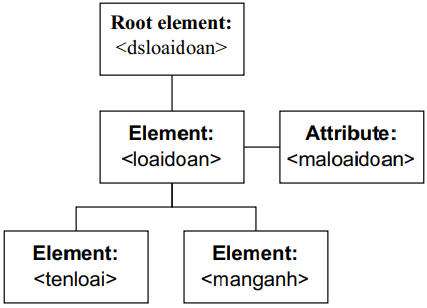 Root element:
<dsloaidoan>
Element:
<loaidoan>
Attribute:
<maloaidoan>
Element:
<tenloai>
Element:
<manganh>